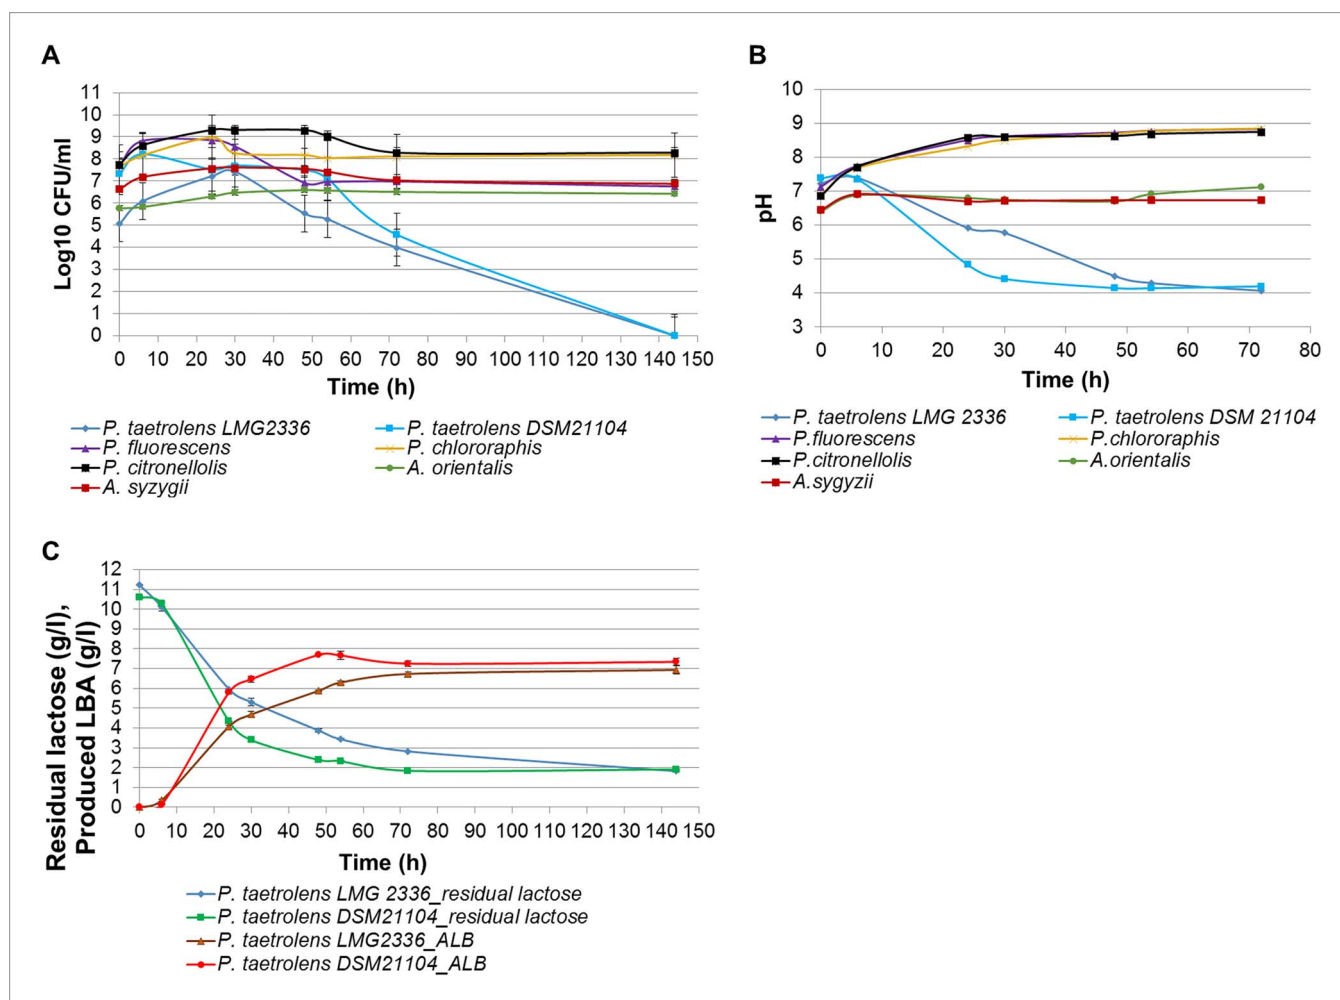 A
Log10 CFU/ml
11
10
9
8
7
6
5
4
3
2
1
0
0 10 20 30 40 50 60 70 80 90 100 110 120 130 140 150
Time (h)
P. taetrolens LMG2336
P. taetrolens DSM21104
P. fluorescens
P. chlororaphis
P. citronellolis
A. orientalis
A. syzygii
B
pH
10
9
8
7
6
5
4
3
0 10 20 30 40 50 60 70 80
Time (h)
P. taetrolens LMG 2336
P. taetrolens DSM 21104
P.fluorescens
P.chlororaphis
P.citronellolis
A.orientalis
A.sygyzii
C
Residual lactose (g/l),
Produced LBA (g/l)
12
11
10
9
8
7
6
5
4
3
2
1
0
0 10 20 30 40 50 60 70 80 90 100 110 120 130 140 150
Time (h)
P. taetrolens LMG 2336_residual lactose
P. taetrolens DSM21104_residual lactose
P. taetrolens LMG2336_ALB
P. taetrolens DSM21104_ALB